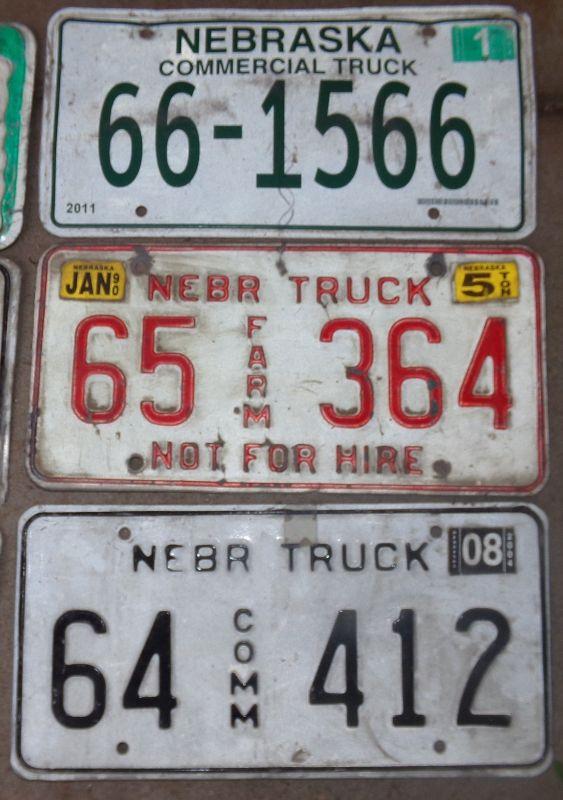 NEBRASKA
1
COMMERCIAL TRUCK
66-1566
2011
NEBRASKA
JAN 90
NEBR TRUCK
NEBRASKA
5 TON
65 FARM 364
NOT FOR HIRE
NEBR TRUCK
08
64 COMM 412